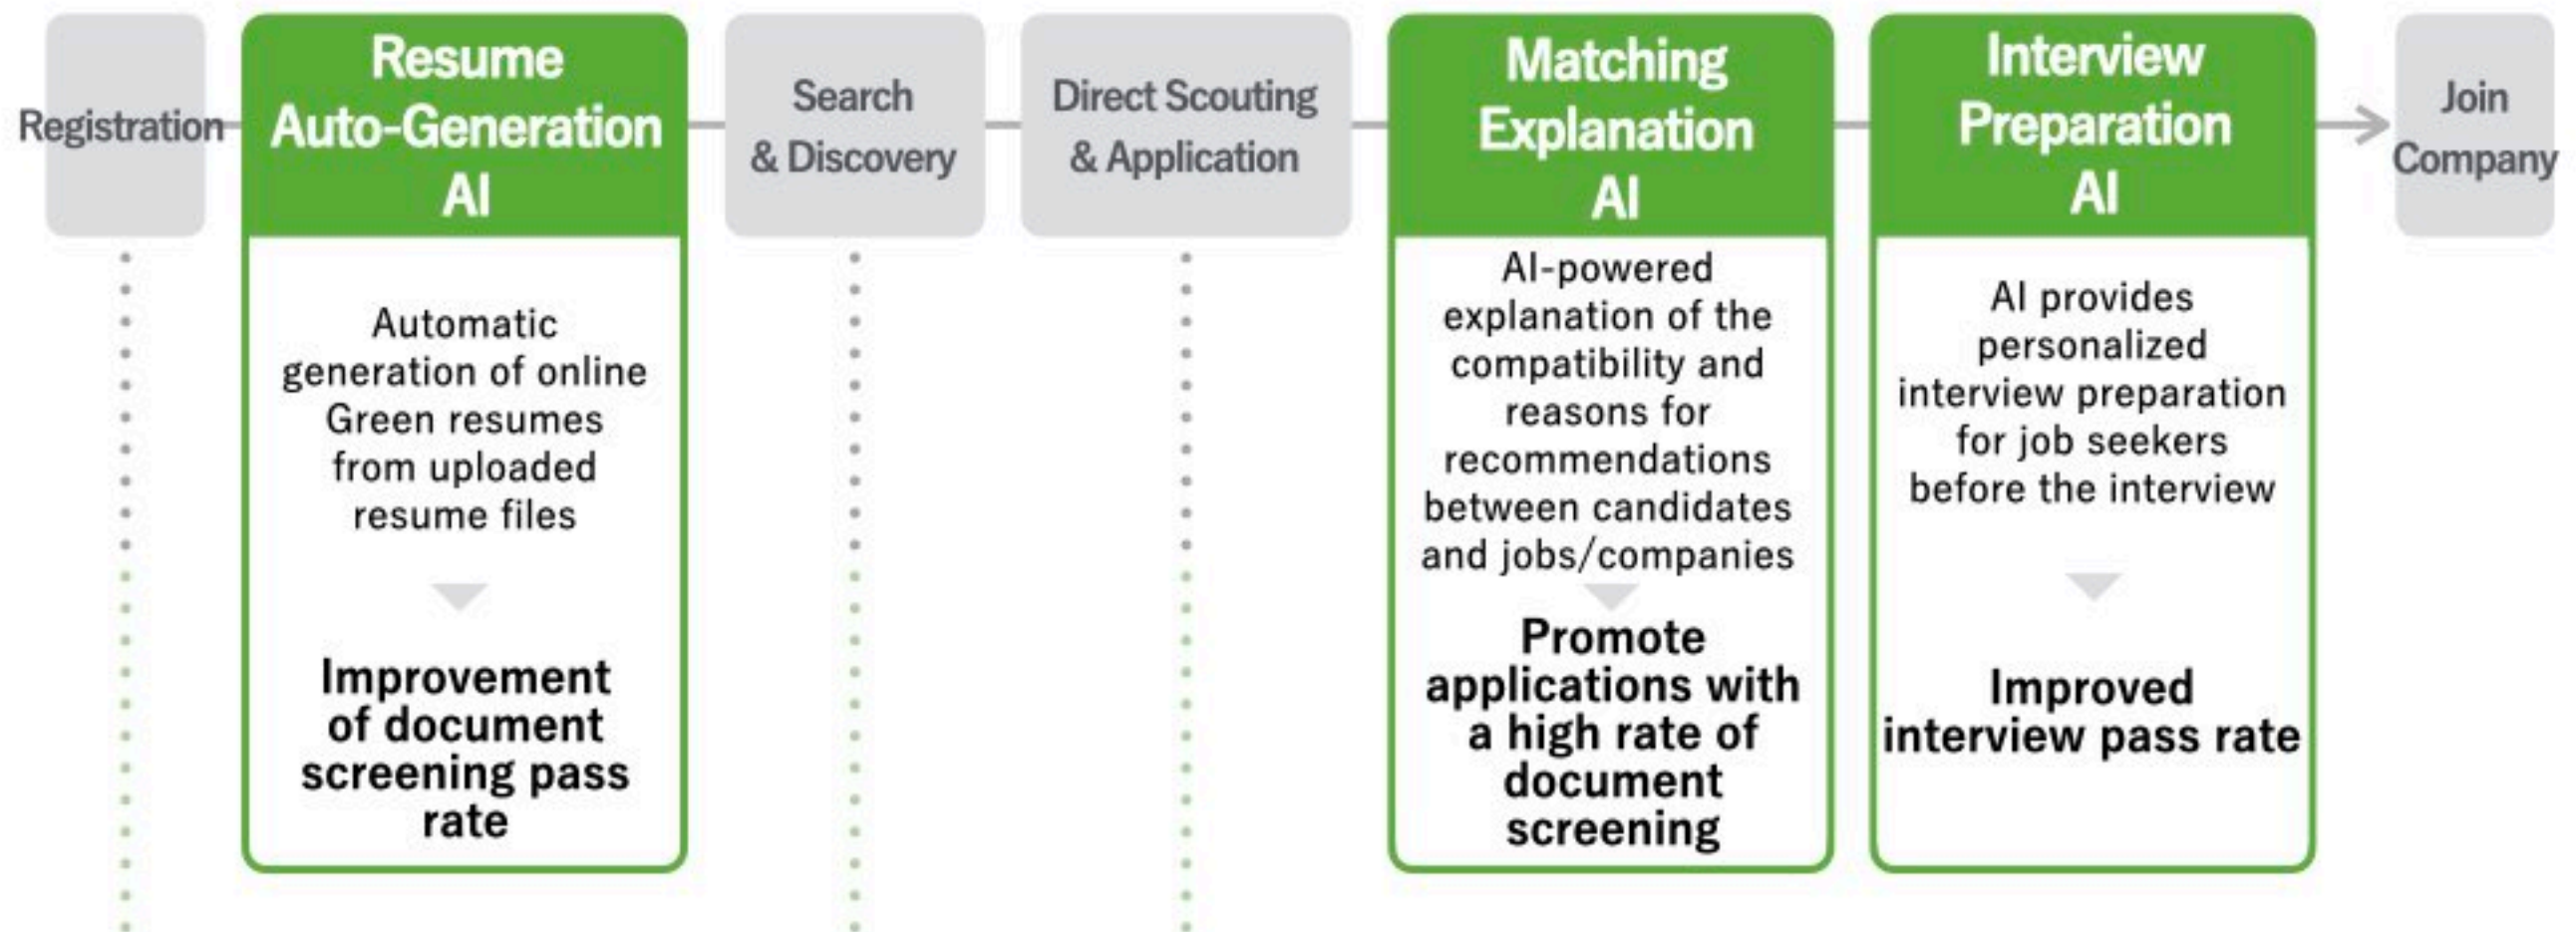 Registration
Resume
Auto-Generation
AI
Automatic
generation of online
Green resumes
from uploaded
resume files
Improvement
of document
screening pass
rate
Search
& Discovery
Direct Scouting
& Application
Matching
Explanation
AI
AI-powered
explanation of the
compatibility and
reasons for
recommendations
between candidates
and jobs/companies
Promote
applications with
a high rate of
document
screening
Interview
Preparation
AI
AI provides
personalized
interview preparation
for job seekers
before the interview
Improved
interview pass rate
Join
Company